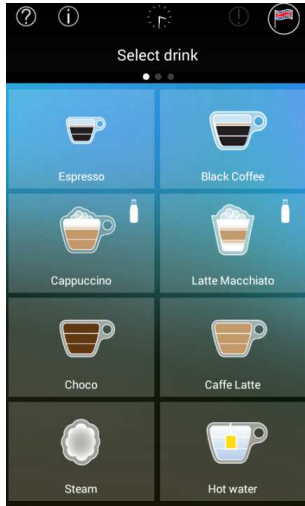 Select drink
Espresso
Black Coffee
Cappuccino
Latte Macchiato
Choco
Caffe Latte
Steam
Hot water